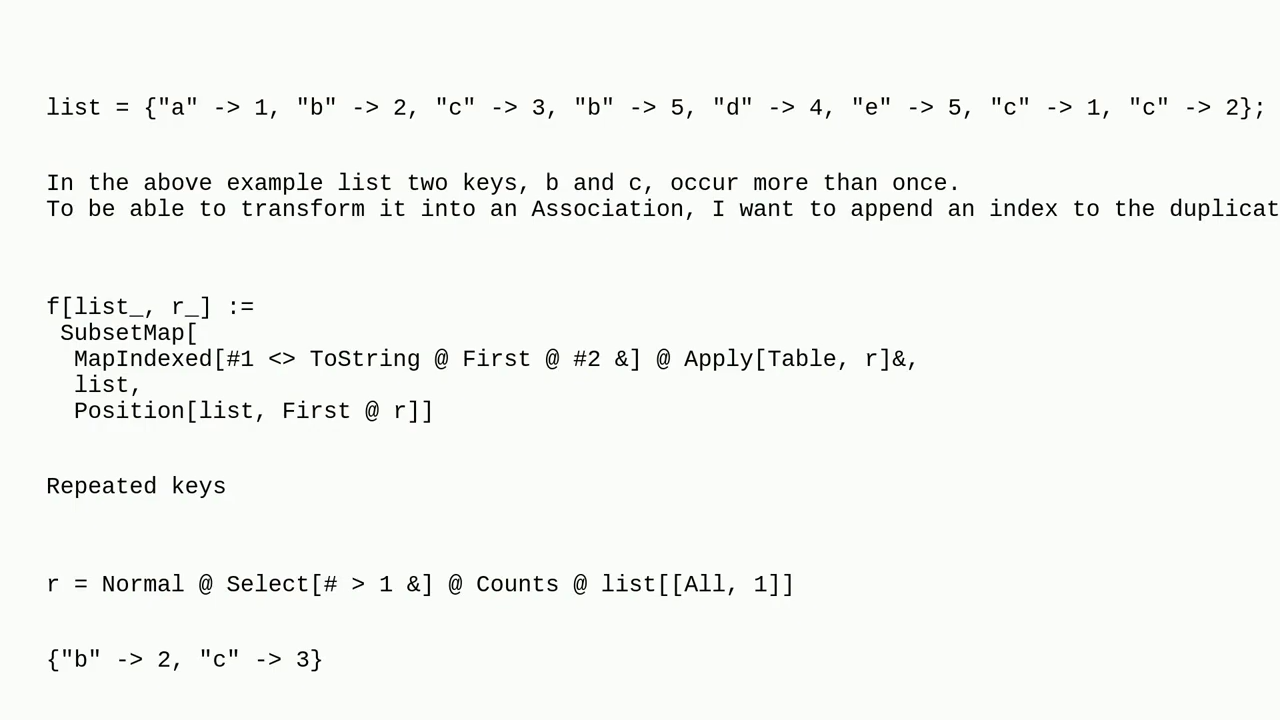 list = {"a" -> 1, "b" -> 2, "c" -> 3, "b" -> 5, "d" -> 4, "e" -> 5, "c" -> 1, "c" -> 2};
In the above example list two keys, b and c, occur more than once.
To be able to transform it into an Association, I want to append an index to the duplicat
f[list_, r_] :=
SubsetMap[
MapIndexed[#1 <> ToString @ First @ #2 &] @ Apply[Table, r]&,
list,
Position[list, First @ r]]
Repeated keys
r = Normal @ Select[# > 1 &] @ Counts @ list[[All, 1]]
{"b" -> 2, "c" -> 3}